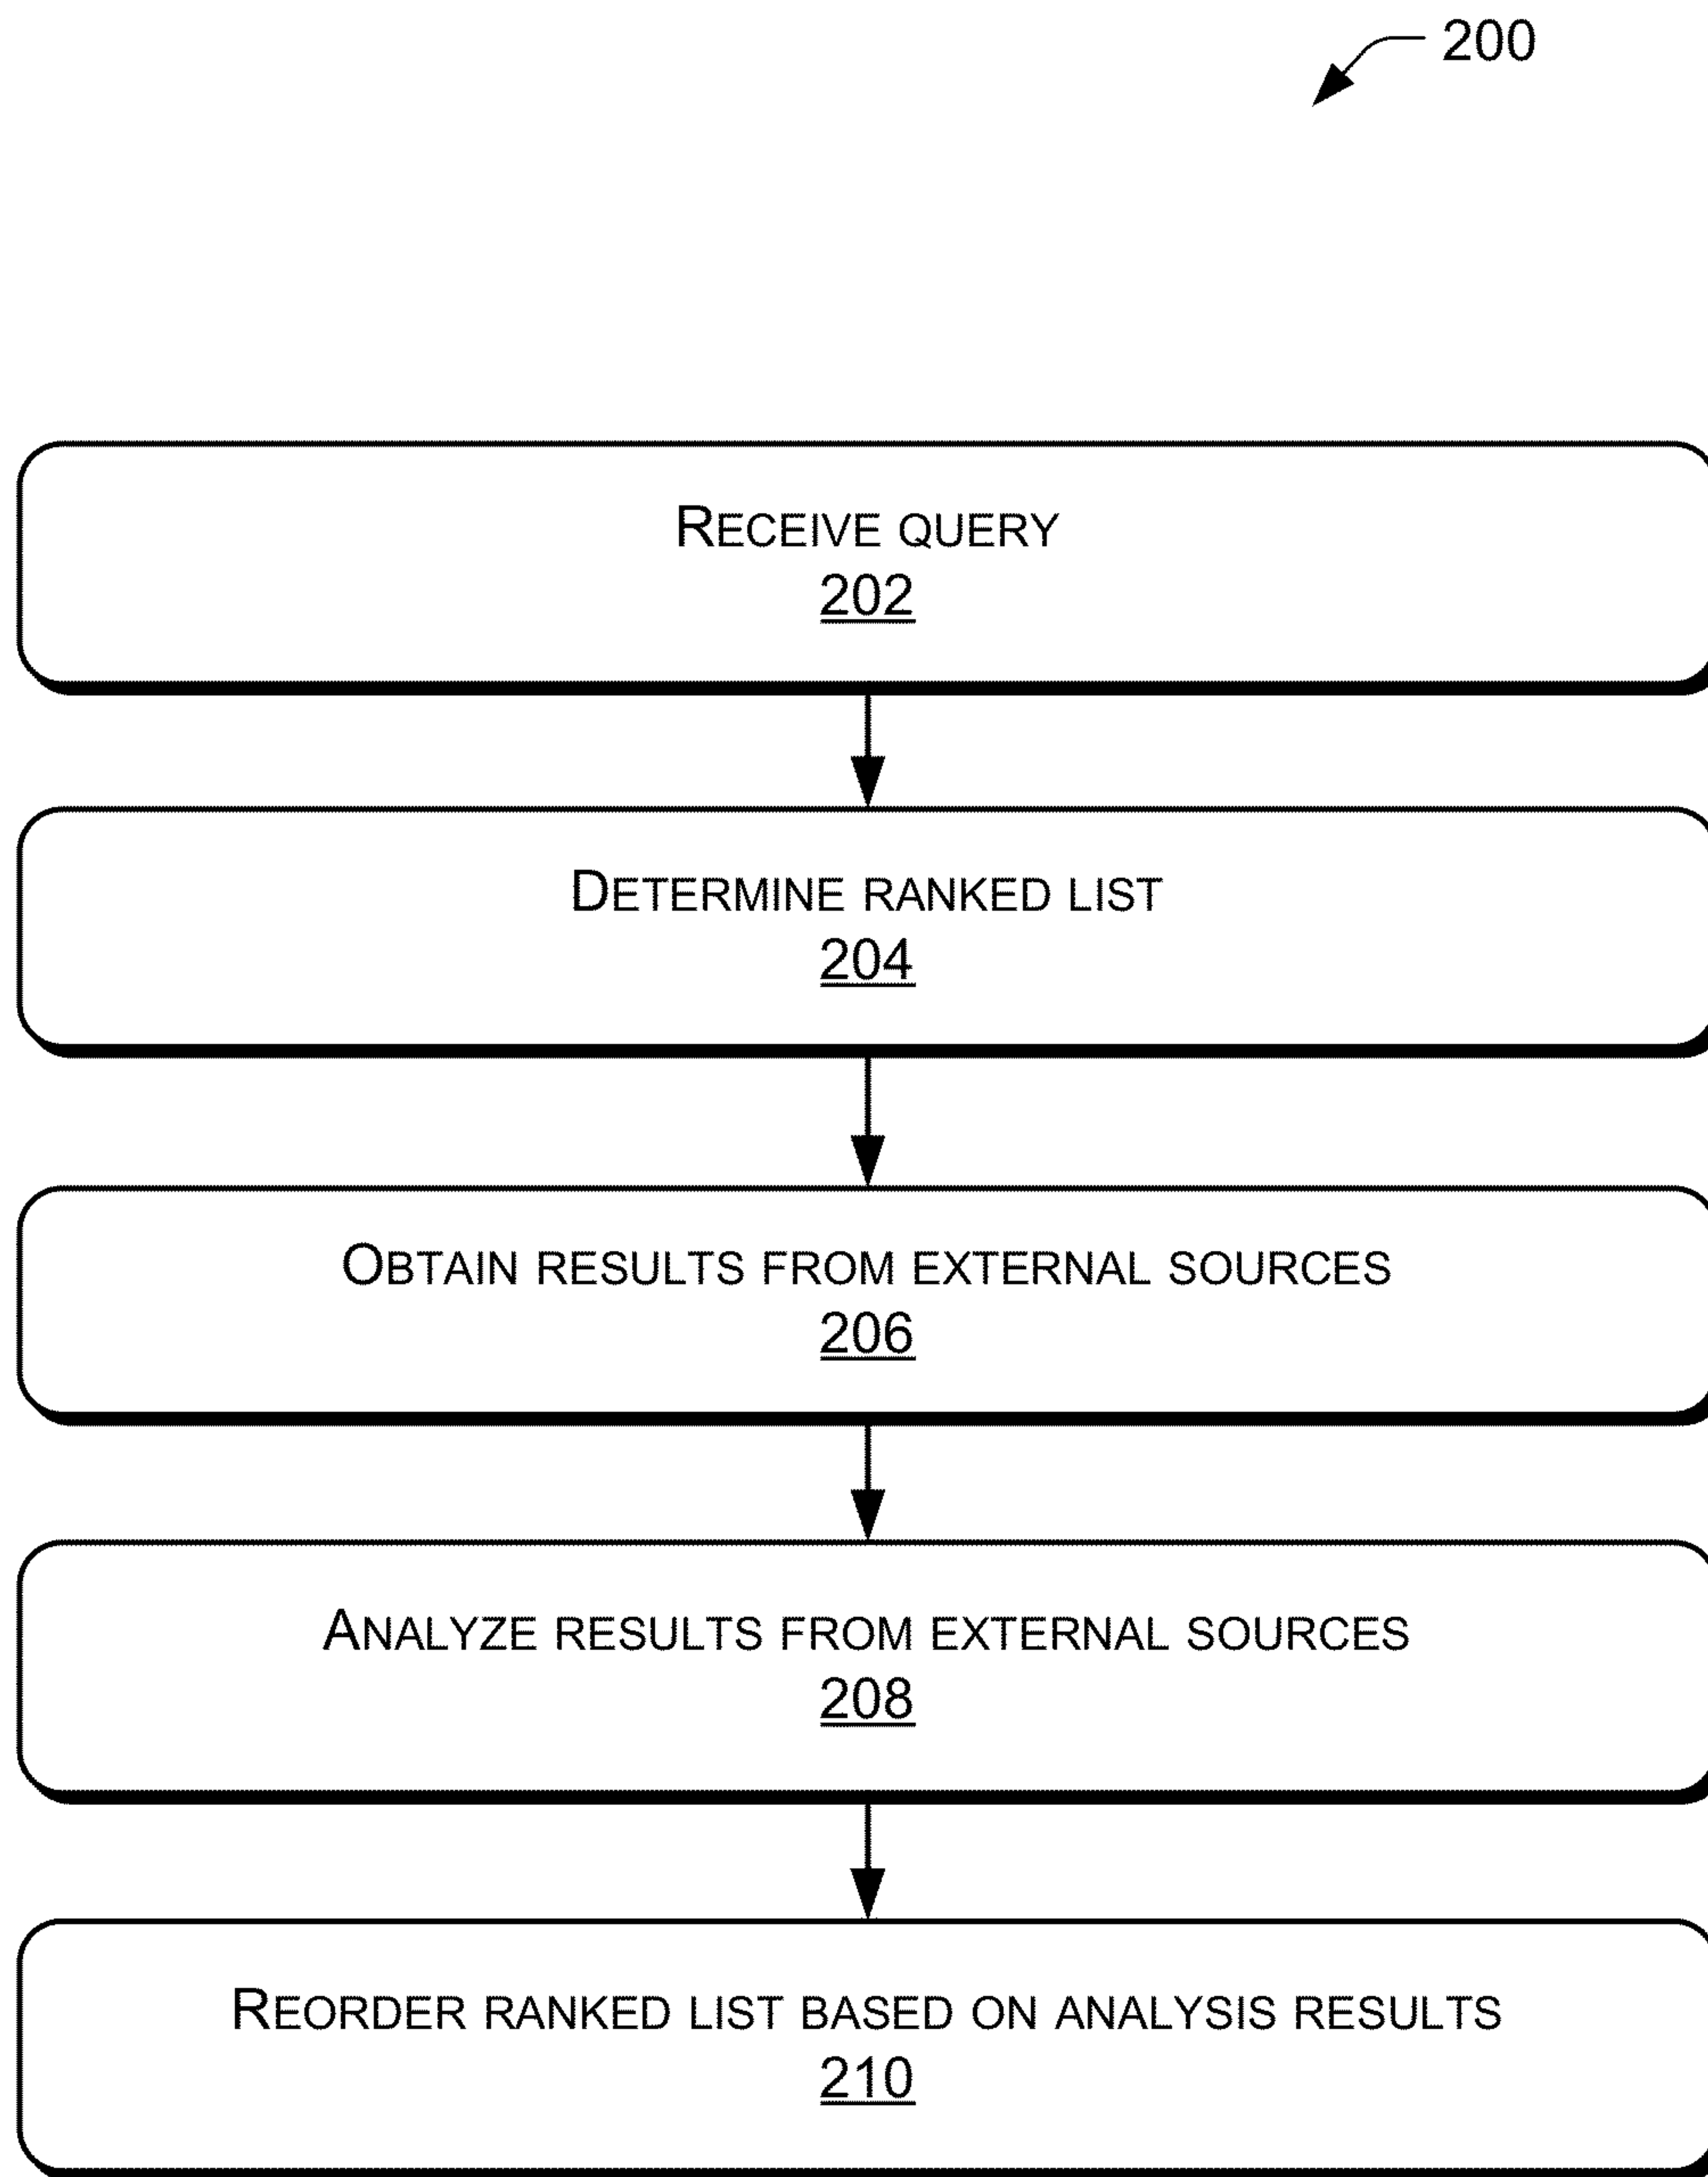 200
RECEIVE QUERY
202
DETERMINE RANKED LIST
204
OBTAIN RESULTS FROM EXTERNAL SOURCES
206
ANALYZE RESULTS FROM EXTERNAL SOURCES
208
REORDER RANKED LIST BASED ON ANALYSIS RESULTS
210